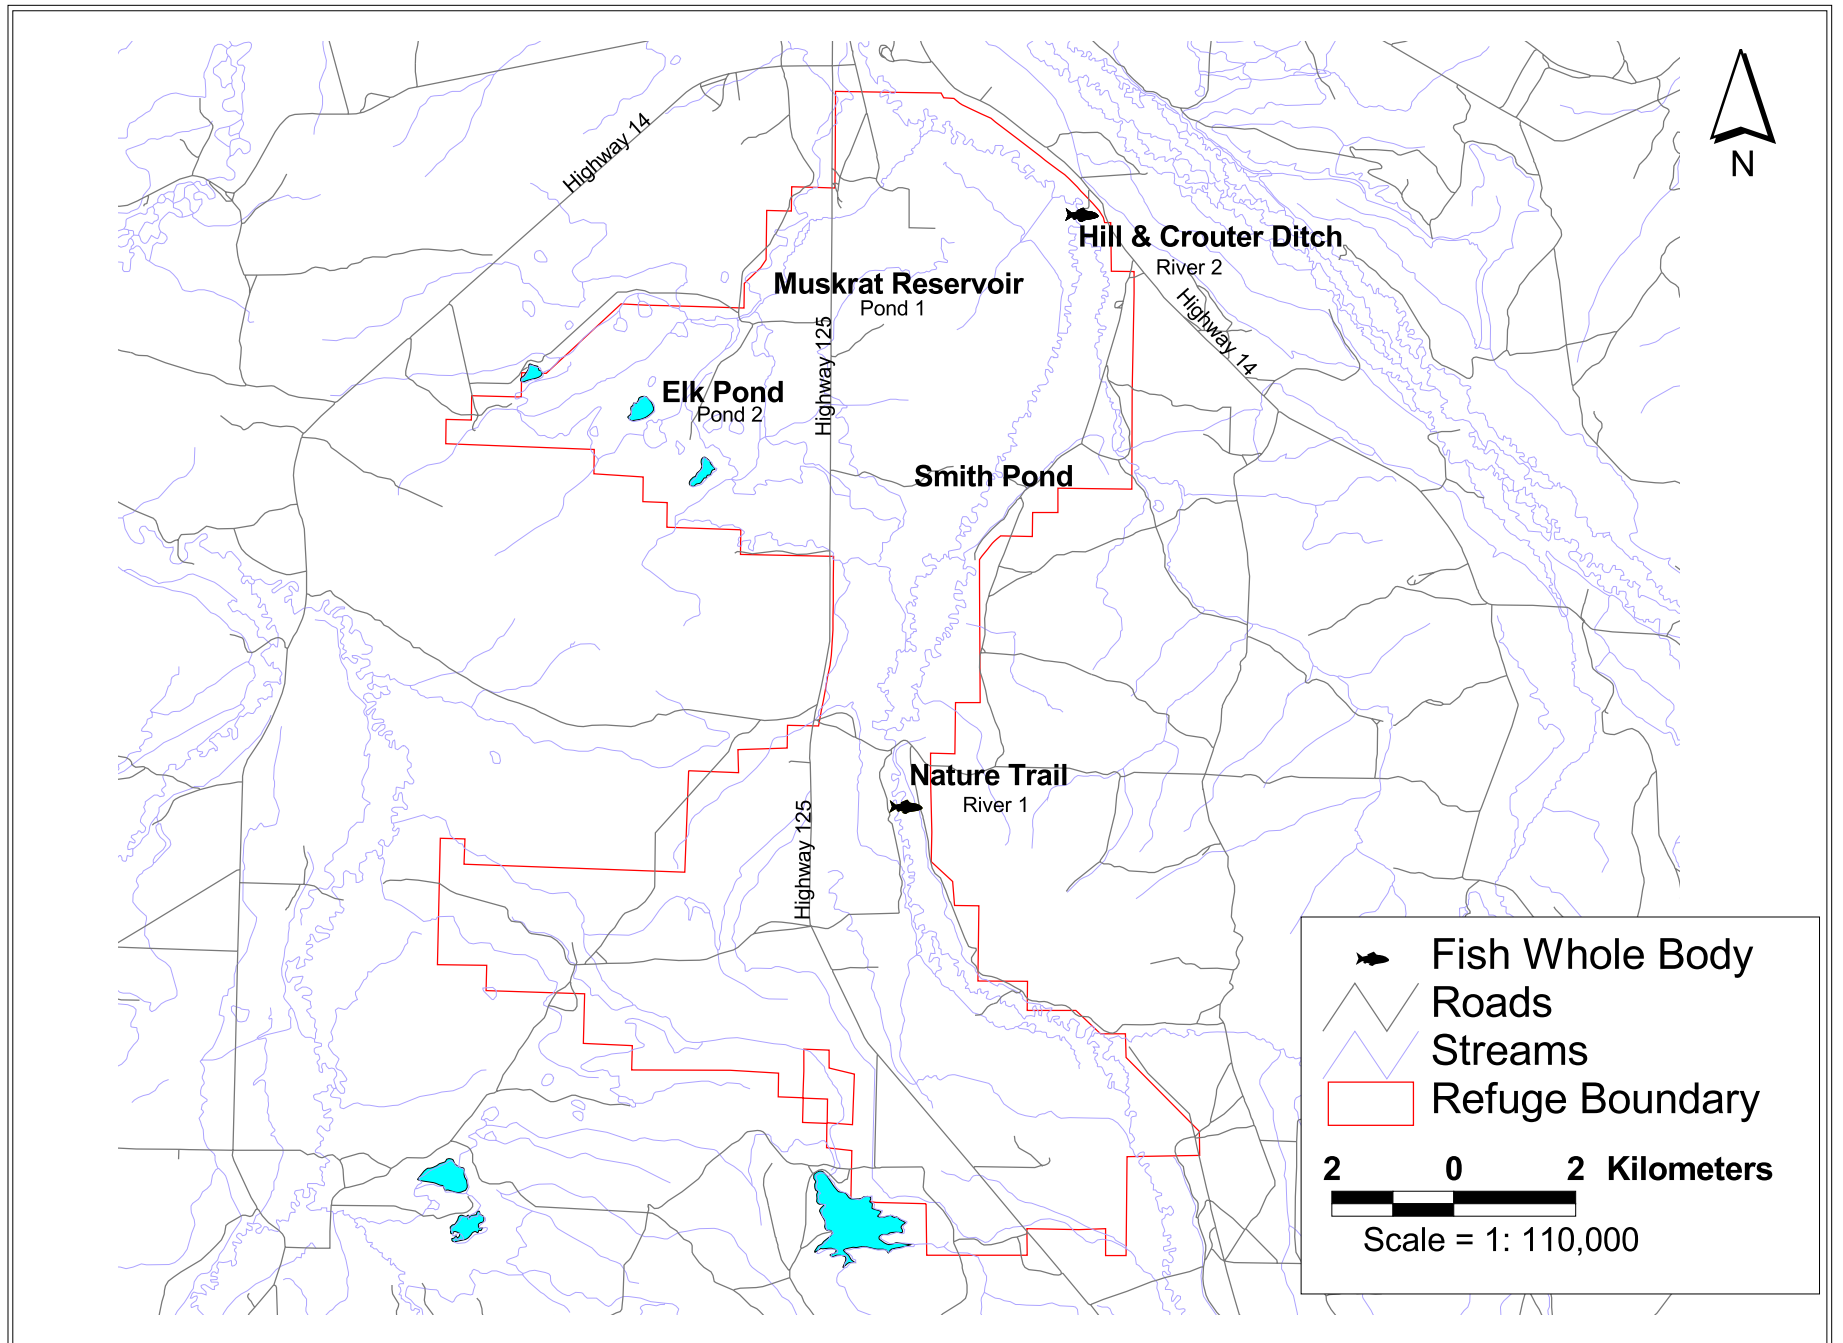 N
Highway 14
Hill & Crouter Ditch
River 2
Muskrat Reservoir
Pond 1
Highway 14
Highway 125
Elk Pond
Pond 2
Smith Pond
Nature Trail
River 1
Highway 125
Fish Whole Body
Roads
Streams
Refuge Boundary
2 0 2 Kilometers
Scale = 1: 110,000